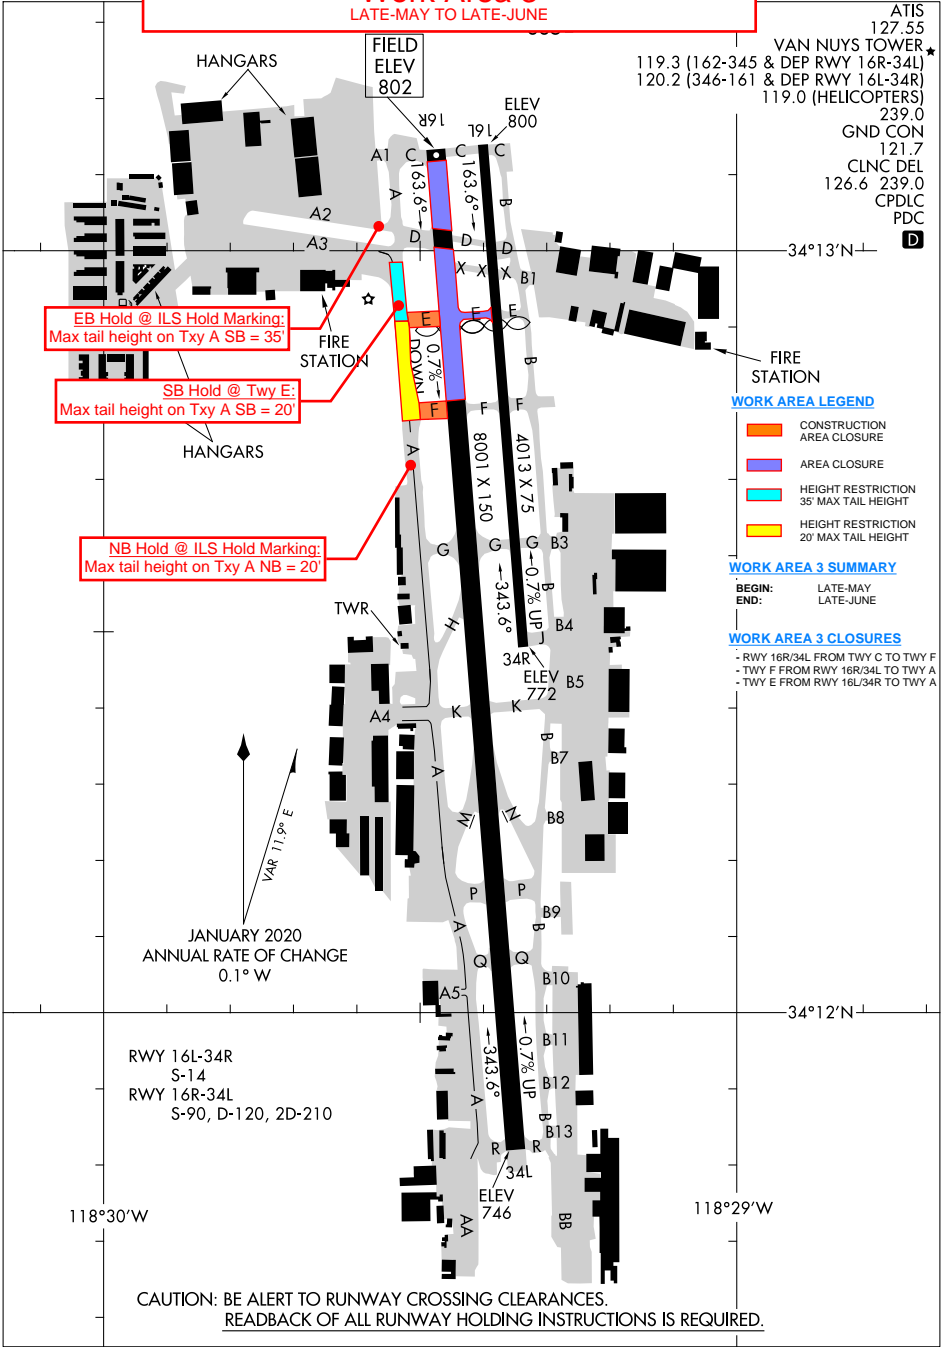 Work Area 3
LATE-MAY TO LATE-JUNE
ATIS
127.55
VAN NUYS TOWER
119.3 (162-345 & DEP RWY 16R-34L)
120.2 (346-161 & DEP RWY 16L-34R)
119.0 (HELICOPTERS)
239.0
GND CON
121.7
CLNC DEL
126.6 239.0
CPDLC
PDC
D
HANGARS
FIELD
ELEV
802
16R
16L
ELEV
800
A1
C
C
C
A
163.6°
163.6°
B
A2
A3
D
D
D
34°13'N
X
X
X
B1
EB Hold @ ILS Hold Marking:
Max tail height on Txy A SB = 35'
FIRE
STATION
E
E
E
0.7%
DOWN
B
FIRE
STATION
SB Hold @ Twy E:
Max tail height on Txy A SB = 20'
HANGARS
F
F
F
A
8001 X 150
4013 X 75
WORK AREA LEGEND
CONSTRUCTION
AREA CLOSURE
AREA CLOSURE
HEIGHT RESTRICTION
35' MAX TAIL HEIGHT
HEIGHT RESTRICTION
20' MAX TAIL HEIGHT
NB Hold @ ILS Hold Marking:
Max tail height on Txy A NB = 20'
G
G
G
B3
343.6°
0.7% UP
B
WORK AREA 3 SUMMARY
BEGIN: LATE-MAY
END: LATE-JUNE
TWR
H
B4
34R
ELEV
772
B5
WORK AREA 3 CLOSURES
- RWY 16R/34L FROM TWY C TO TWY F
- TWY F FROM RWY 16R/34L TO TWY A
- TWY E FROM RWY 16L/34R TO TWY A
A4
K
K
B
B7
A
M
N
B8
VAR 11.9° E
P
P
B9
A
B
JANUARY 2020
ANNUAL RATE OF CHANGE
0.1° W
Q
Q
B10
A5
34°12'N
B11
343.6°
0.7% UP
RWY 16L-34R
S-14
RWY 16R-34L
S-90, D-120, 2D-210
B12
A
B
B13
R
R
34L
ELEV
746
118°30'W
118°29'W
AA
BB
CAUTION: BE ALERT TO RUNWAY CROSSING CLEARANCES.
READBACK OF ALL RUNWAY HOLDING INSTRUCTIONS IS REQUIRED.